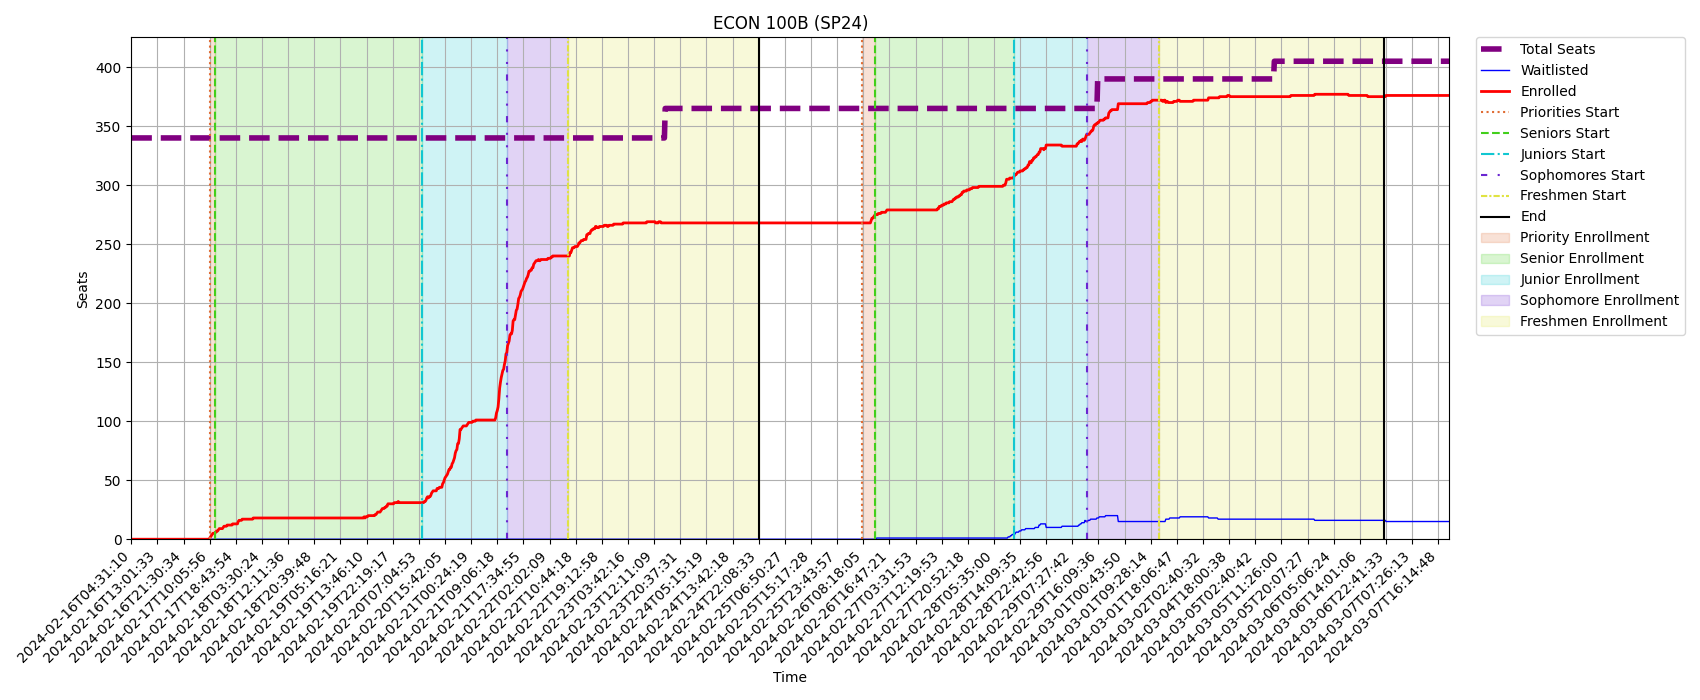 ECON 100B (SP24)
Seats
400
350
300
250
200
150
100
50
0
2024-02-16T04:31:10
2024-02-16T13:01:33
2024-02-16T21:30:34
2024-02-17T10:05:56
2024-02-17T18:43:54
2024-02-18T03:30:24
2024-02-18T12:11:36
2024-02-18T20:39:48
2024-02-19T05:16:21
2024-02-19T13:46:10
2024-02-19T22:19:17
2024-02-20T07:04:53
2024-02-20T15:42:05
2024-02-21T00:24:19
2024-02-21T09:06:18
2024-02-21T17:34:55
2024-02-22T02:02:09
2024-02-22T10:44:18
2024-02-22T19:12:58
2024-02-23T03:42:16
2024-02-23T12:11:09
2024-02-23T20:37:31
2024-02-24T05:15:19
2024-02-24T13:42:18
2024-02-24T22:08:33
2024-02-25T06:50:27
2024-02-25T15:17:28
2024-02-25T23:43:57
2024-02-26T08:18:05
2024-02-26T16:47:21
2024-02-27T03:31:53
2024-02-27T12:19:53
2024-02-27T20:52:18
2024-02-28T05:35:00
2024-02-28T14:09:35
2024-02-28T22:42:56
2024-02-29T07:27:42
2024-02-29T16:09:36
2024-03-01T00:43:50
2024-03-01T09:28:14
2024-03-01T18:06:47
2024-03-02T02:40:32
2024-03-04T18:00:38
2024-03-05T02:40:42
2024-03-05T11:26:00
2024-03-05T20:07:27
2024-03-06T05:06:24
2024-03-06T14:01:06
2024-03-06T22:41:33
2024-03-07T07:26:13
2024-03-07T16:14:48
Time
Total Seats
Waitlisted
Enrolled
Priorities Start
Seniors Start
Juniors Start
Sophomores Start
Freshmen Start
End
Priority Enrollment
Senior Enrollment
Junior Enrollment
Sophomore Enrollment
Freshmen Enrollment